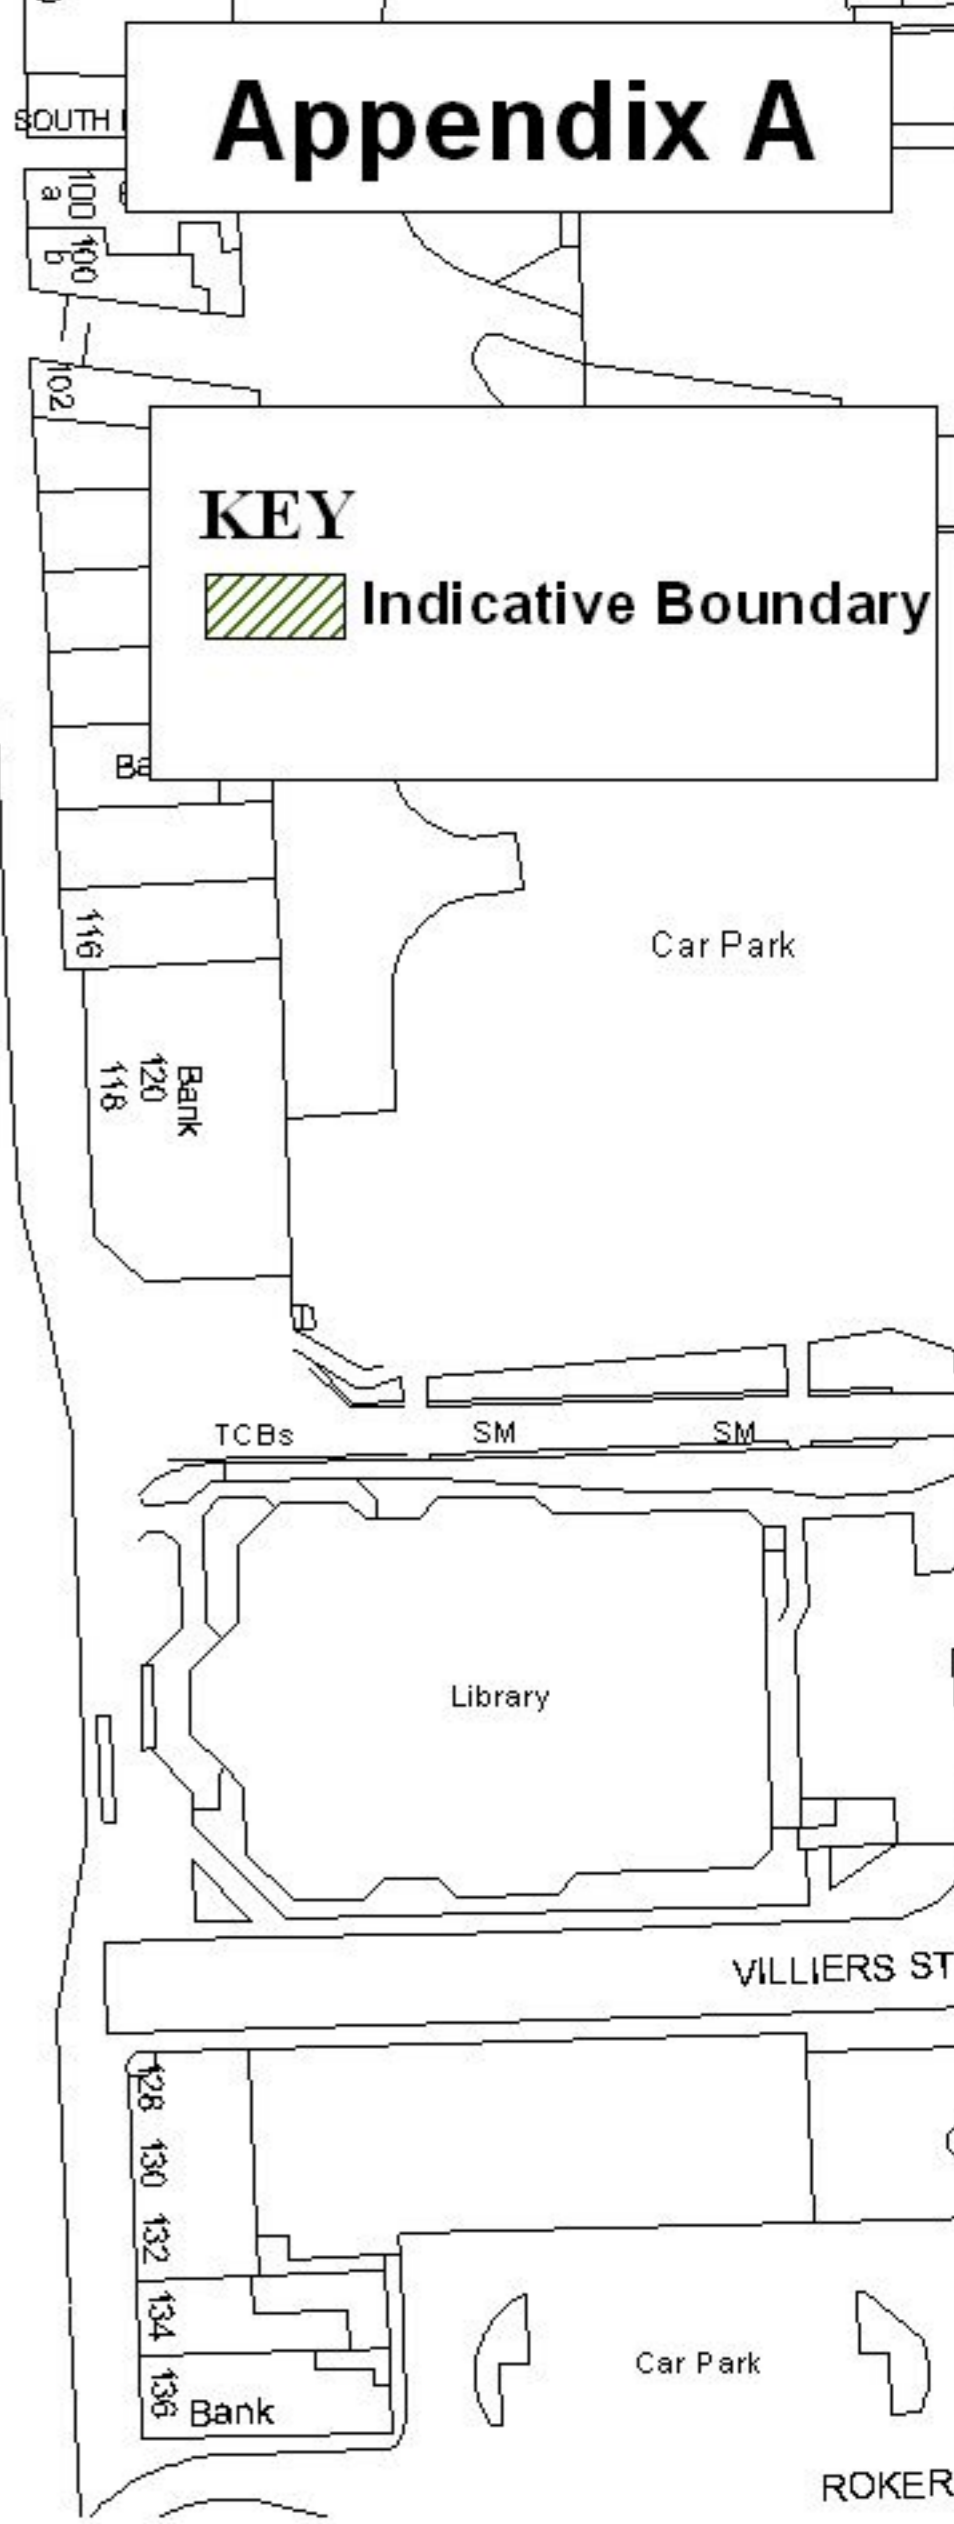 SOUTH
Appendix A
100
a
100
b
102
KEY
Indicative Boundary
Ba
116
Car Park
Bank
120
118
TCBs
SM
SM
Library
VILLIERS ST
128
130
132
134
136
Bank
Car Park
ROKER